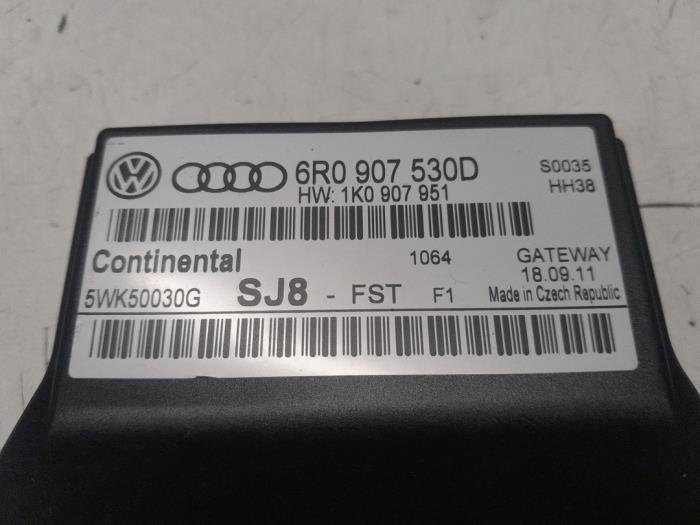 6R0 907 530D S0035
HW: 1K0 907 951 HH38
Continental 1064 GATEWAY
18.09.11
5WK50030G SJ8 - FST F1 Made in Czech Republic